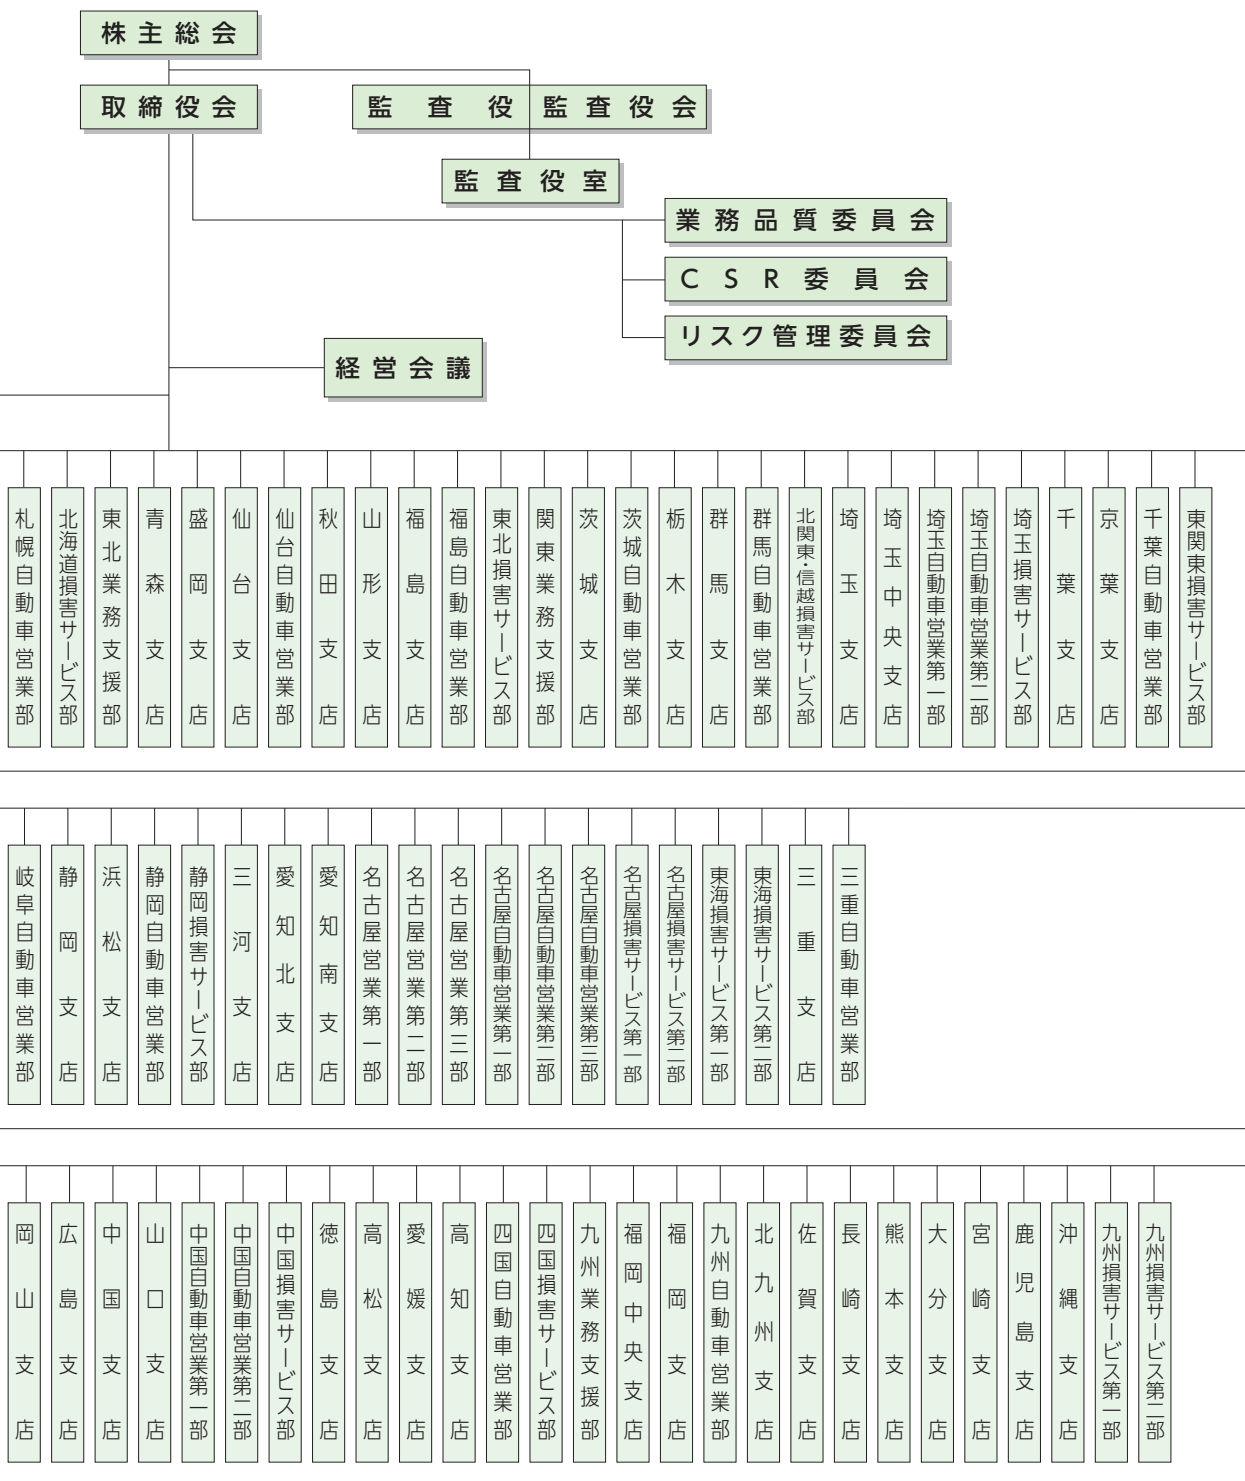 株主総会
取締役会
監査役
監査役会
監査役室
業務品質委員会
CSR委員会
リスク管理委員会
経営会議
札幌自動車営業部
北海道損害サービス部
東北業務支援部
青森支店
盛岡支店
仙台支店
仙台自動車営業部
秋田支店
山形支店
福島支店
福島自動車営業部
東北損害サービス部
関東業務支援部
茨城支店
茨城自動車営業部
栃木支店
群馬支店
群馬自動車営業部
北関東・信越損害サービス部
埼玉支店
埼玉中央支店
埼玉自動車営業第一部
埼玉自動車営業第二部
埼玉損害サービス部
千葉支店
京葉支店
千葉自動車営業部
東関東損害サービス部
岐阜自動車営業部
静岡支店
浜松支店
静岡自動車営業部
静岡損害サービス部
三河支店
愛知北支店
愛知南支店
名古屋営業第一部
名古屋営業第二部
名古屋営業第三部
名古屋自動車営業第一部
名古屋自動車営業第二部
名古屋自動車営業第三部
名古屋損害サービス第一部
名古屋損害サービス第二部
東海損害サービス第一部
東海損害サービス第二部
三重支店
三重自動車営業部
岡山支店
広島支店
中国支店
山口支店
中国自動車営業第一部
中国自動車営業第二部
中国損害サービス部
徳島支店
高松支店
愛媛支店
高知支店
四国自動車営業部
四国損害サービス部
九州業務支援部
福岡中央支店
福岡支店
九州自動車営業部
北九州支店
佐賀支店
長崎支店
熊本支店
大分支店
宮崎支店
鹿児島支店
沖縄支店
九州損害サービス第一部
九州損害サービス第二部